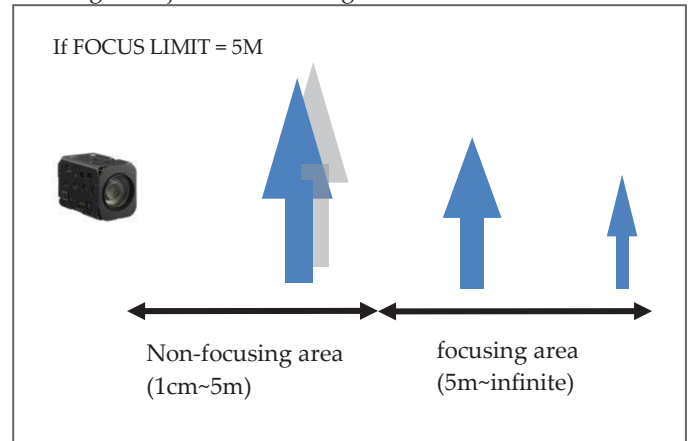 If FOCUS LIMIT = 5M
Non-focusing area
(1cm~5m)
focusing area
(5m~infinite)